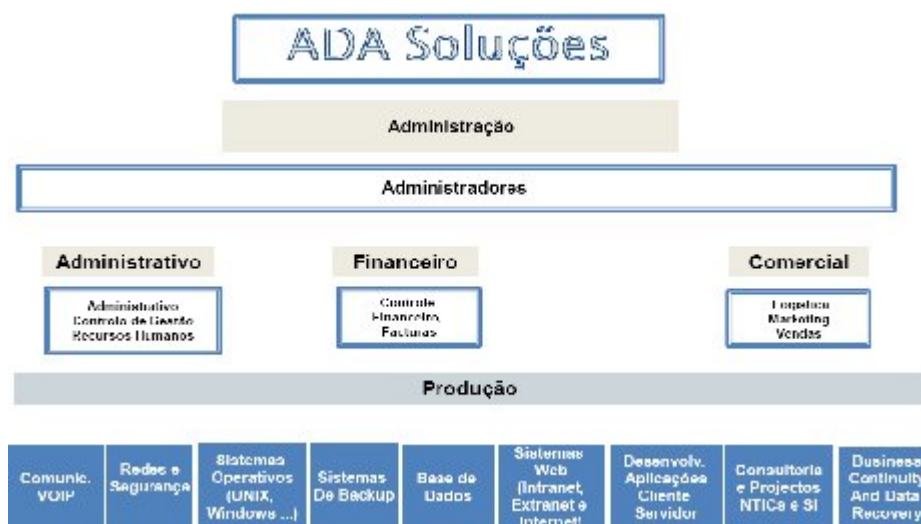 ADA Soluções
Administração
Administradores
Administrativo
Financeiro
Comercial
Administrativo
Controlo de Gestão
Recursos Humanos
Controle
Financeiro,
Facturas
Logistica
Marketing
Vendas
Produção
Comunic.
VOIP
Redes e
Segurança
Sistemas
Operativos
(UNIX,
Windows ...)
Sistemas
De Backup
Base de
Dados
Sistemas
Web
(Intranet,
Extranet e
Internet)
Desenvolv.
Aplicações
Cliente
Servidor
Consultoria
e Projectos
NTICs e SI
Business
Continuity
And Data
Recovery